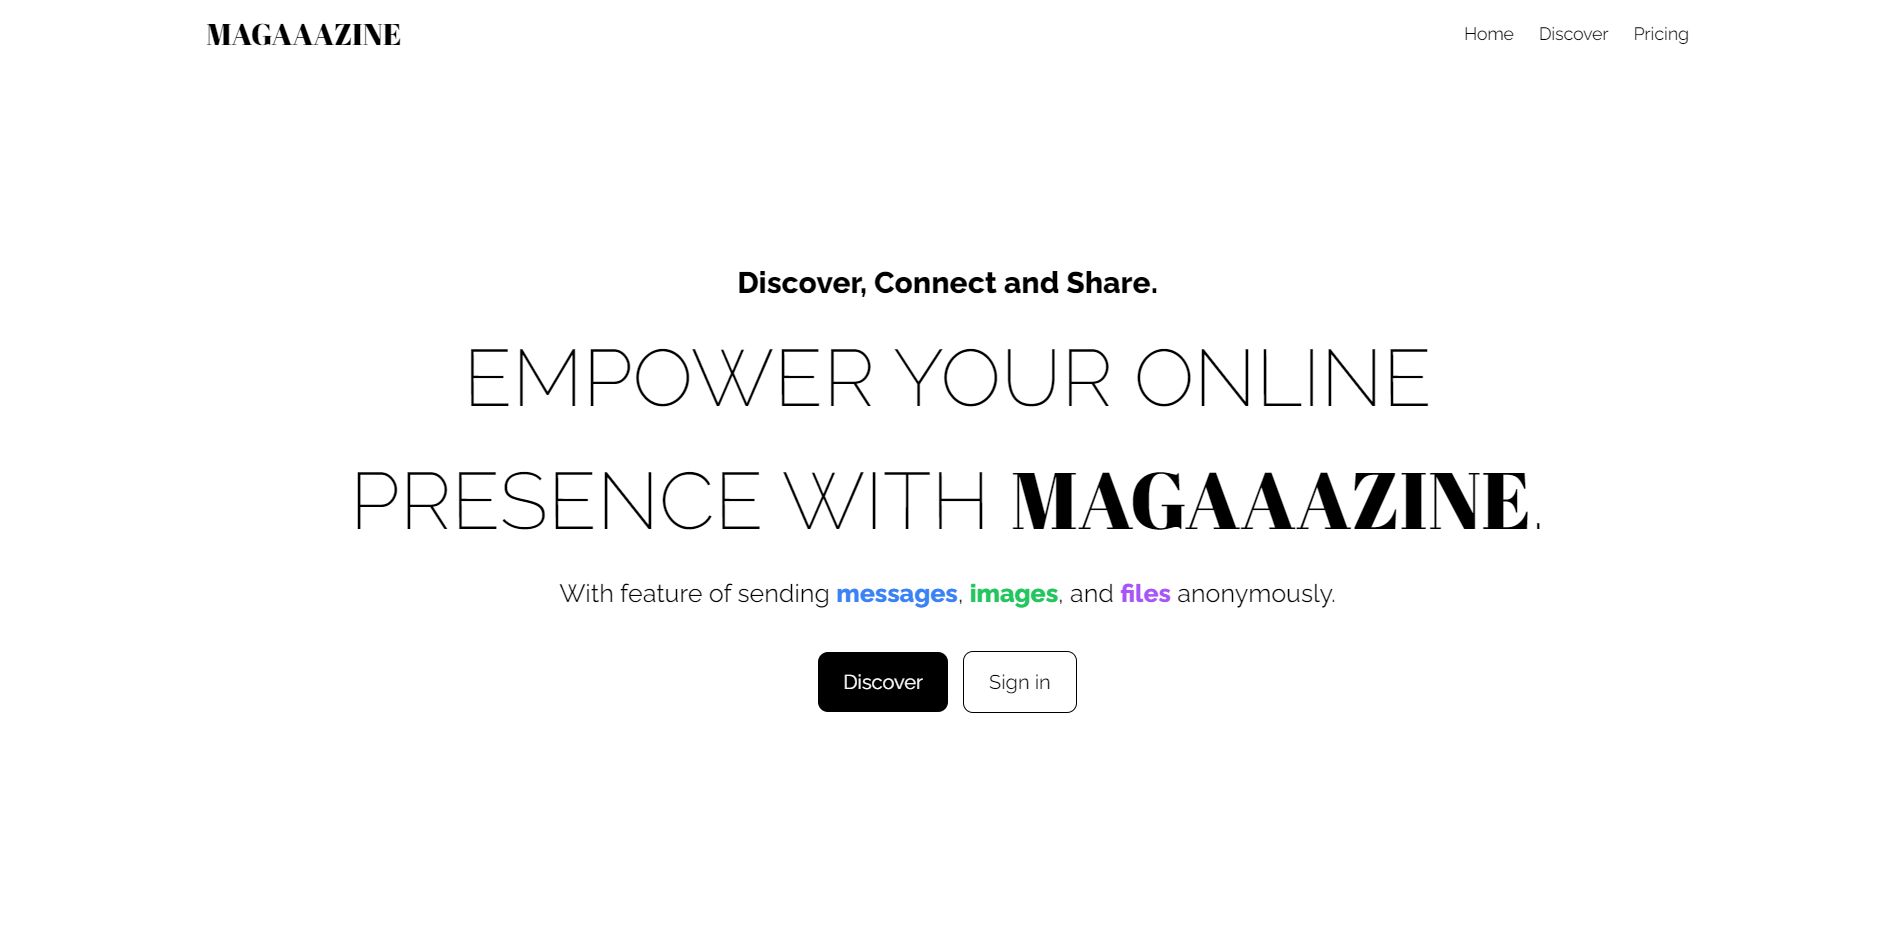 MAGAAAZINE
Home Discover Pricing
Discover, Connect and Share.
EMPOWER YOUR ONLINE
PRESENCE WITH MAGAAAZINE.
With feature of sending messages, images, and files anonymously.
Discover Sign in